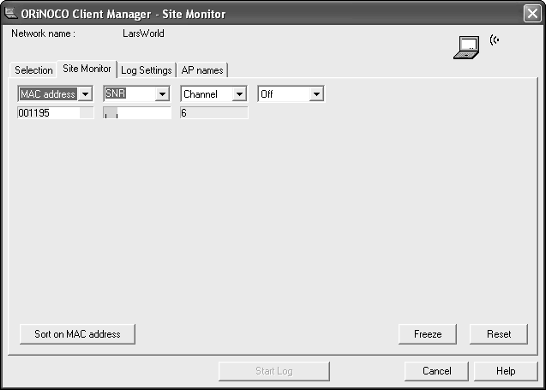 ORiNOCO Client Manager - Site Monitor
Network name : LarsWorld
Selection Site Monitor Log Settings AP names
MAC address SNR Channel Off
001195 6
Sort on MAC address Freeze Reset
Start Log Cancel Help